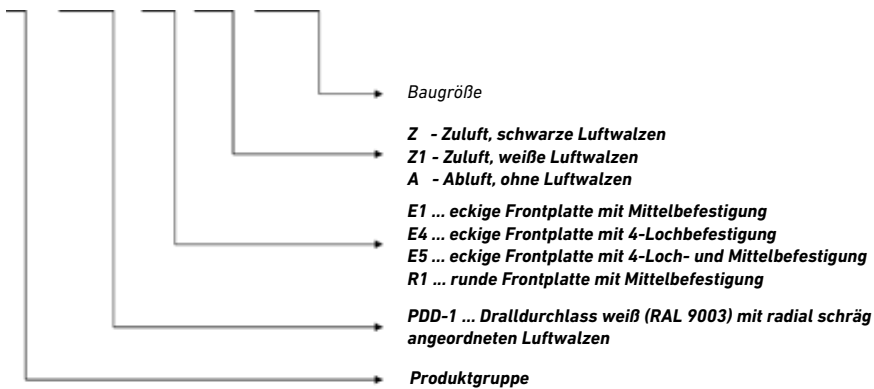 Baugröße
Z - Zuluft, schwarze Luftwalzen
Z1 - Zuluft, weiße Luftwalzen
A - Abluft, ohne Luftwalzen
E1 ... eckige Frontplatte mit Mittelbefestigung
E4 ... eckige Frontplatte mit 4-Lochbefestigung
E5 ... eckige Frontplatte mit 4-Loch- und Mittelbefestigung
R1 ... runde Frontplatte mit Mittelbefestigung
PDD-1 ... Dralldurchlass weiß (RAL 9003) mit radial schräg
angeordneten Luftwalzen
Produktgruppe